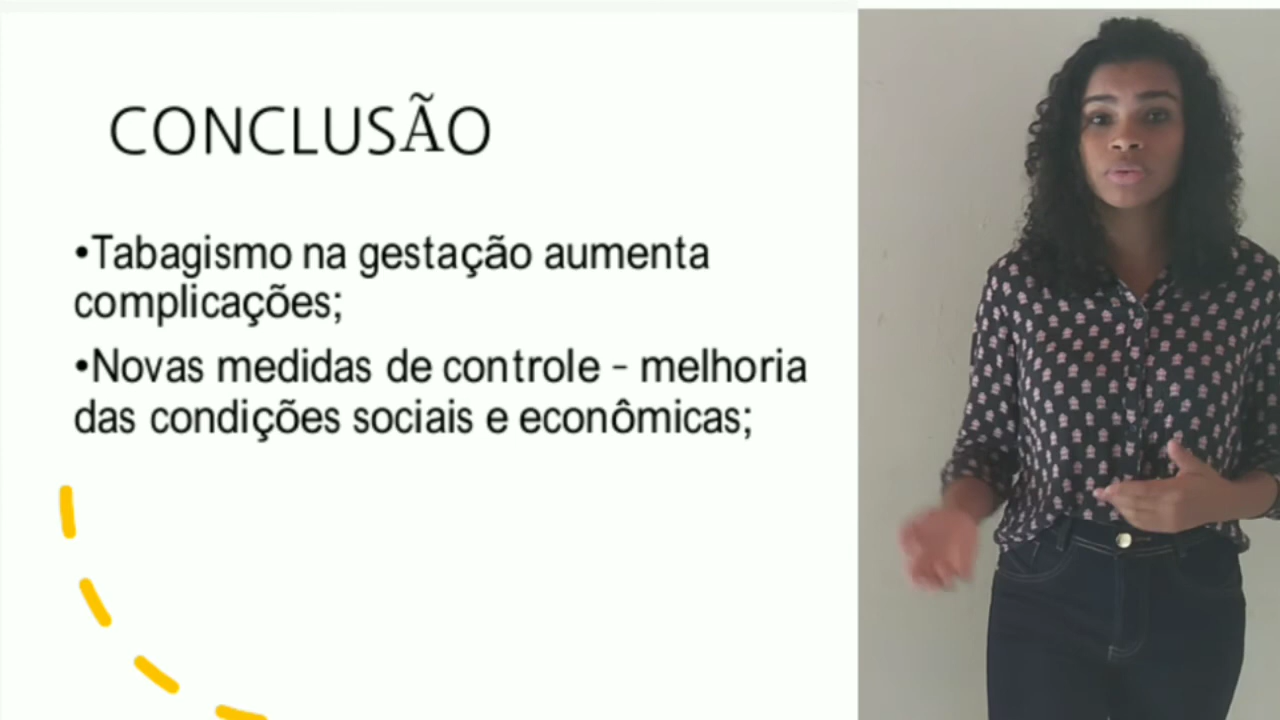 CONCLUSÃO
•Tabagismo na gestação aumenta
complicações;
•Novas medidas de controle - melhoria
das condições sociais e econômicas;